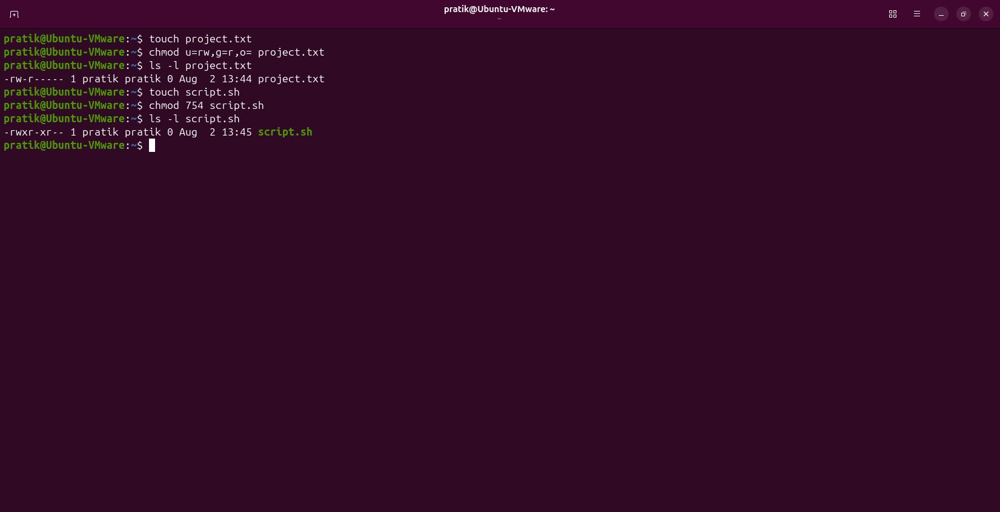 pratik@Ubuntu-VMware: ~
~
pratik@Ubuntu-VMware:~$ touch project.txt
pratik@Ubuntu-VMware:~$ chmod u=rw,g=r,o= project.txt
pratik@Ubuntu-VMware:~$ ls -l project.txt
-rw-r----- 1 pratik pratik 0 Aug  2 13:44 project.txt
pratik@Ubuntu-VMware:~$ touch script.sh
pratik@Ubuntu-VMware:~$ chmod 754 script.sh
pratik@Ubuntu-VMware:~$ ls -l script.sh
-rwxr-xr-- 1 pratik pratik 0 Aug  2 13:45 script.sh
pratik@Ubuntu-VMware:~$